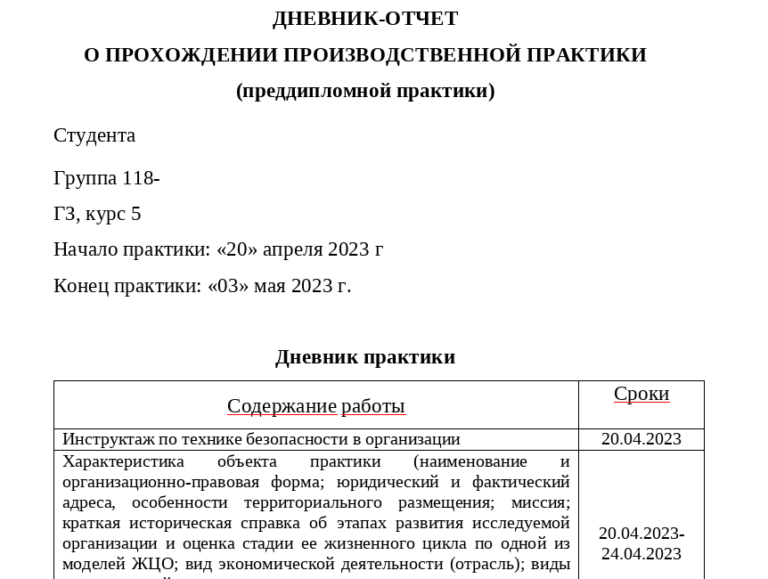 ДНЕВНИК-ОТЧЕТ
О ПРОХОЖДЕНИИ ПРОИЗВОДСТВЕННОЙ ПРАКТИКИ
(преддипломной практики)
Студента
Группа 118-
ГЗ, курс 5
Начало практики: «20» апреля 2023 г
Конец практики: «03» мая 2023 г.
Дневник практики
Содержание работы
Сроки
Инструктаж по технике безопасности в организации
20.04.2023
Характеристика объекта практики (наименование и
организационно-правовая форма; юридический и фактический
адреса, особенности территориального размещения; миссия;
краткая историческая справка об этапах развития исследуемой
организации и оценка стадии ее жизненного цикла по одной из
моделей ЖЦО; вид экономической деятельности (отрасль); виды
20.04.2023-
24.04.2023